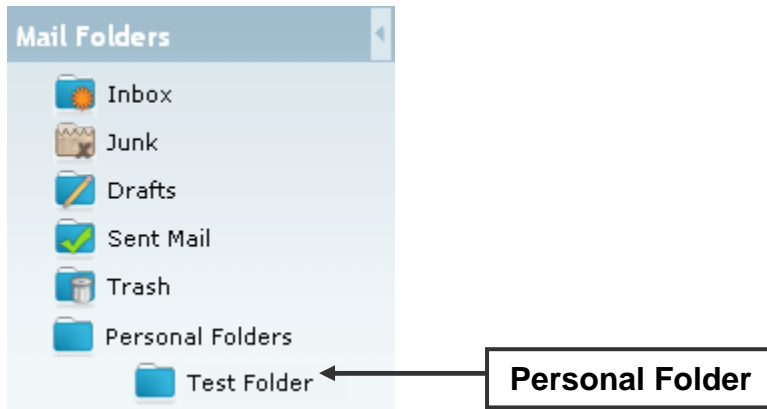 Mail Folders
Inbox
Junk
Drafts
Sent Mail
Trash
Personal Folders
Test Folder
Personal Folder